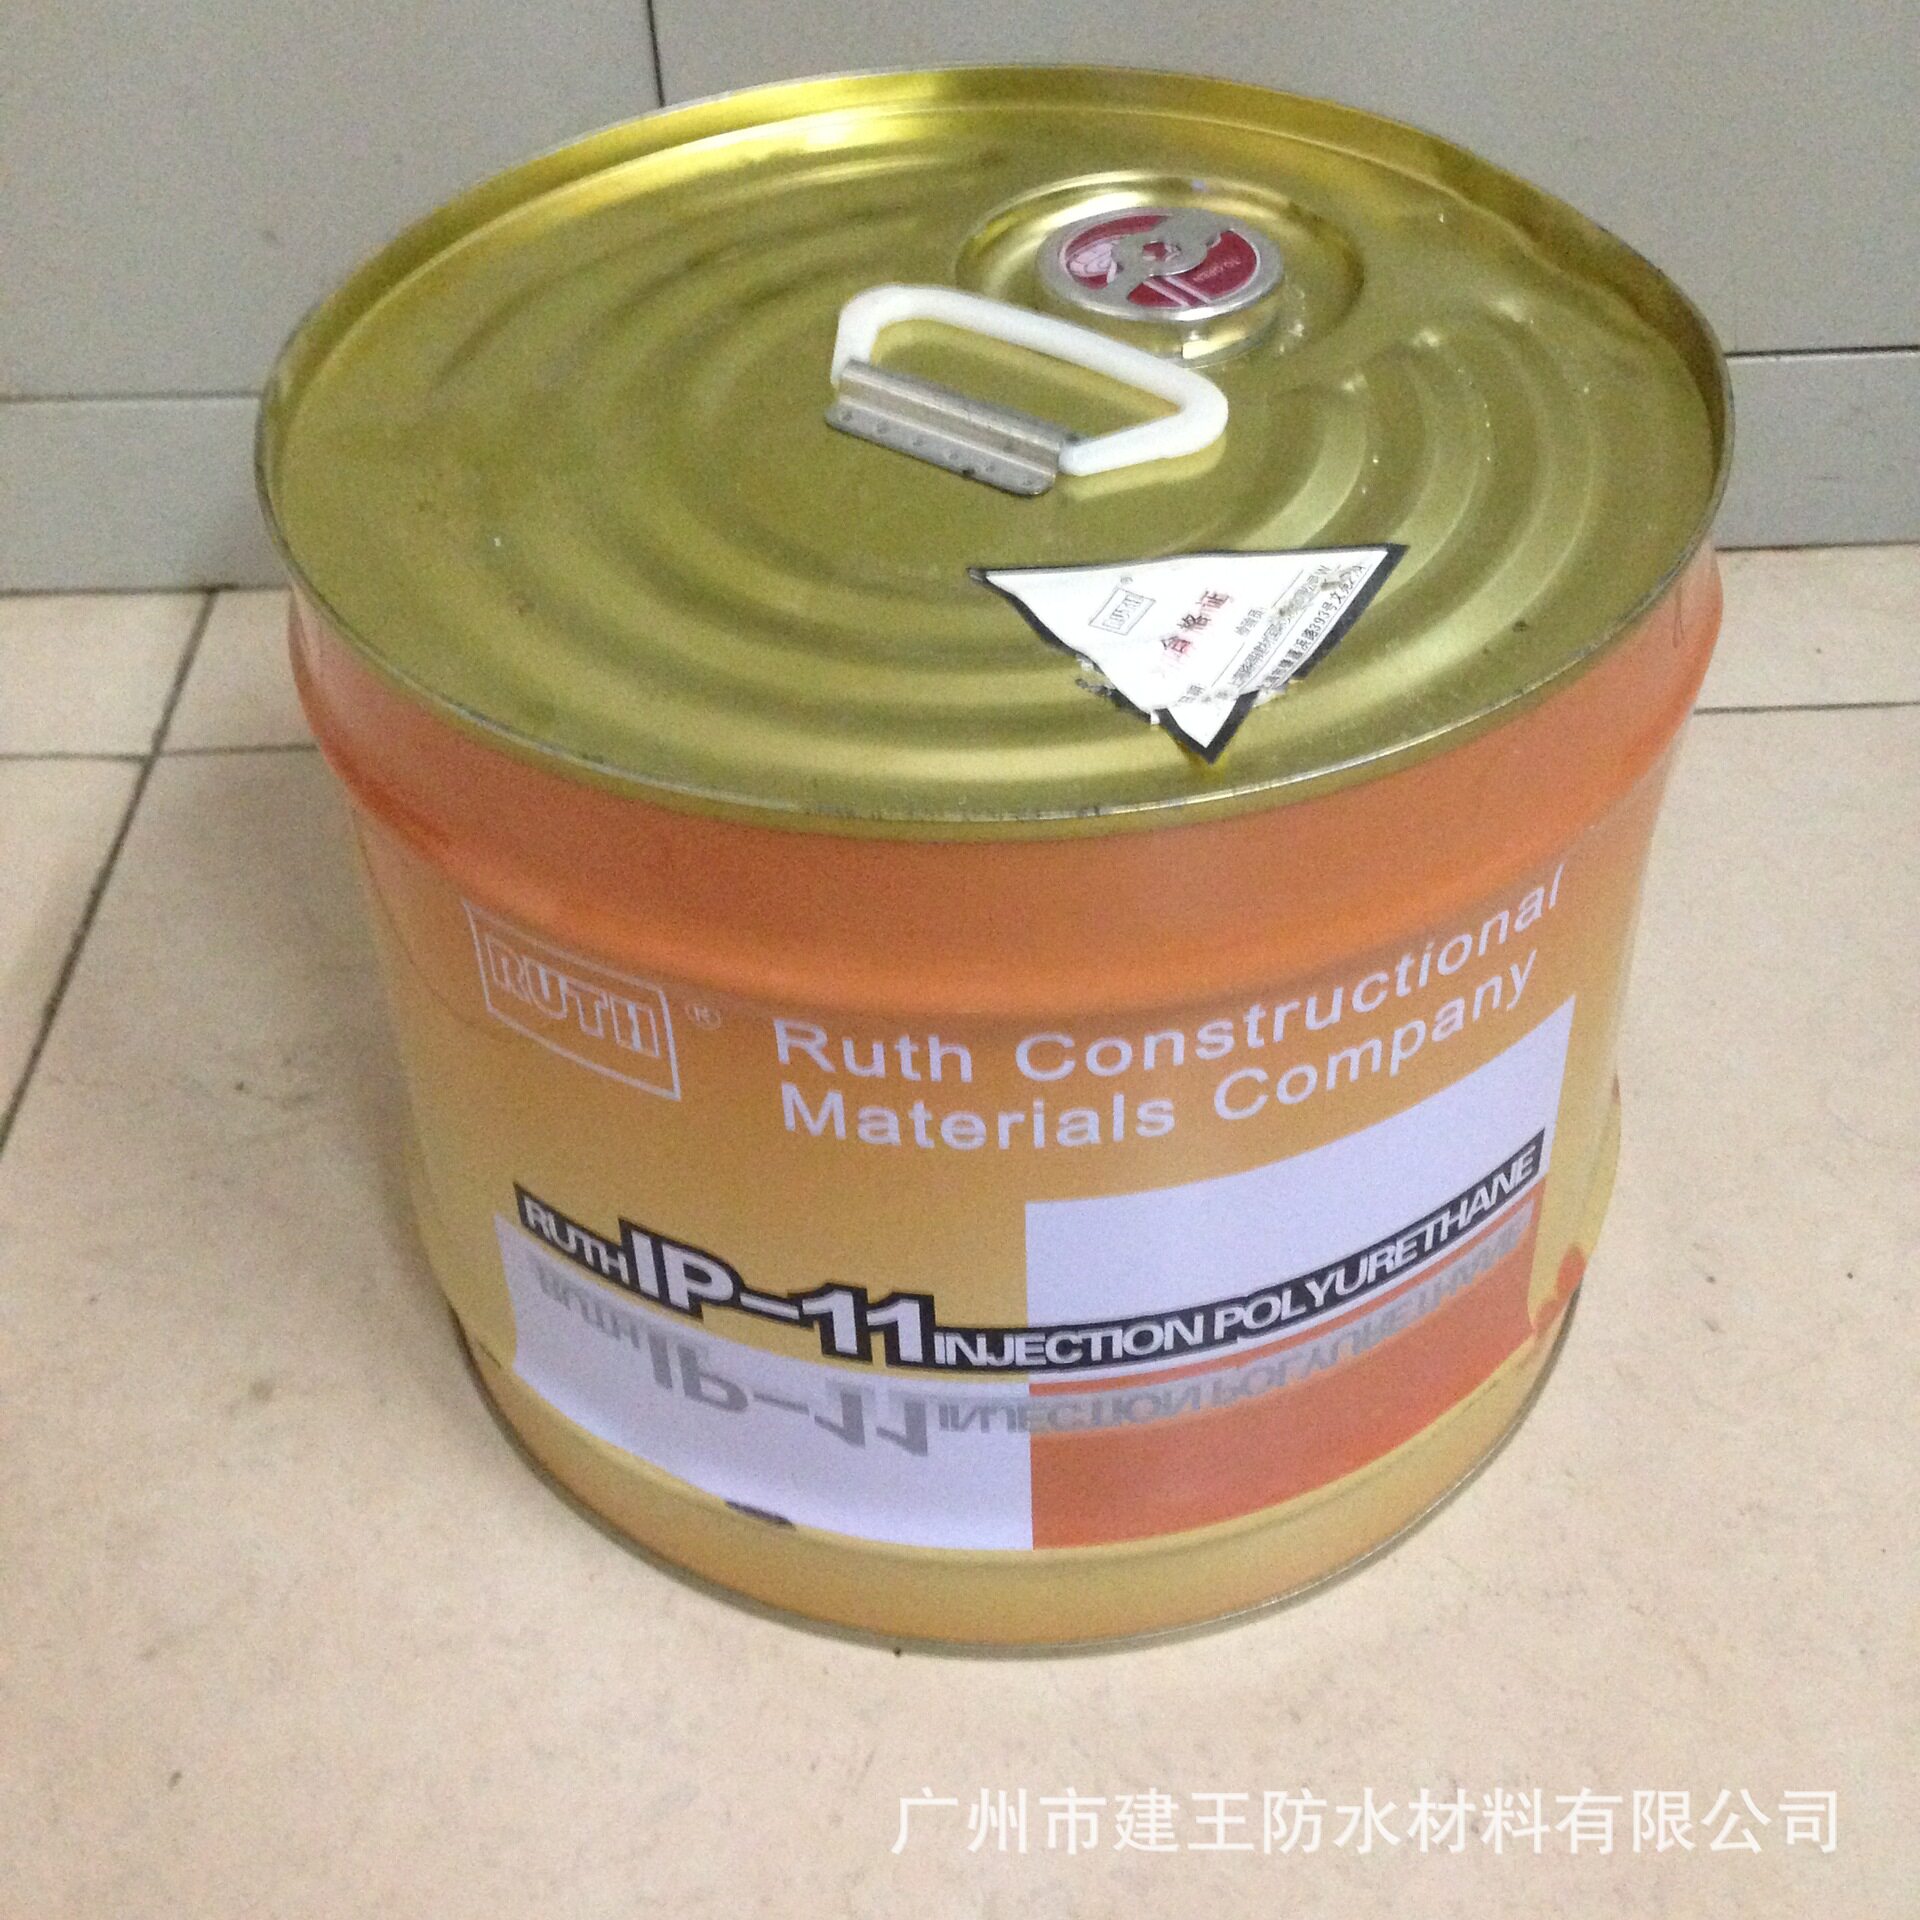 RUTH
合格证
RUTH ®
Ruth Constructional
Materials Company
RUTH IP-11 INJECTION POLYURETHANE
广州市建王防水材料有限公司